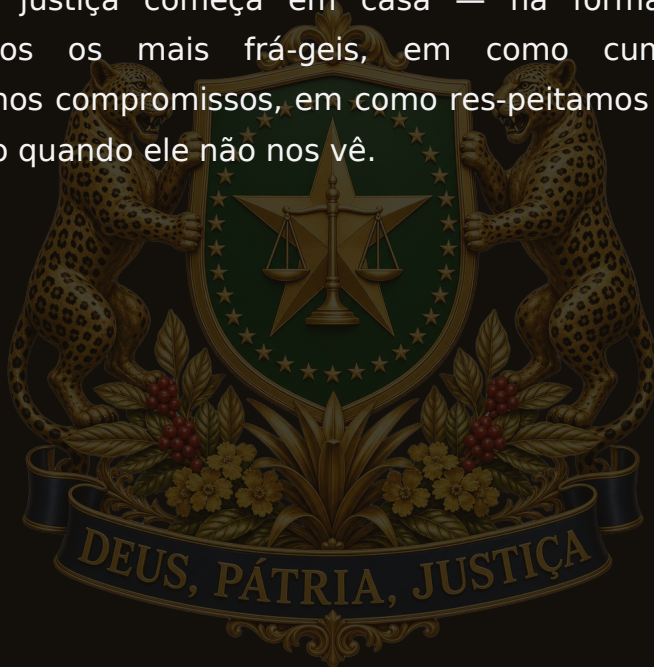 justiça começa em casa — na forma
os os mais frá-geis, em como cum
nos compromissos, em como res-peitamos
o quando ele não nos vê.
DEUS, PÁTRIA, JUSTIÇA